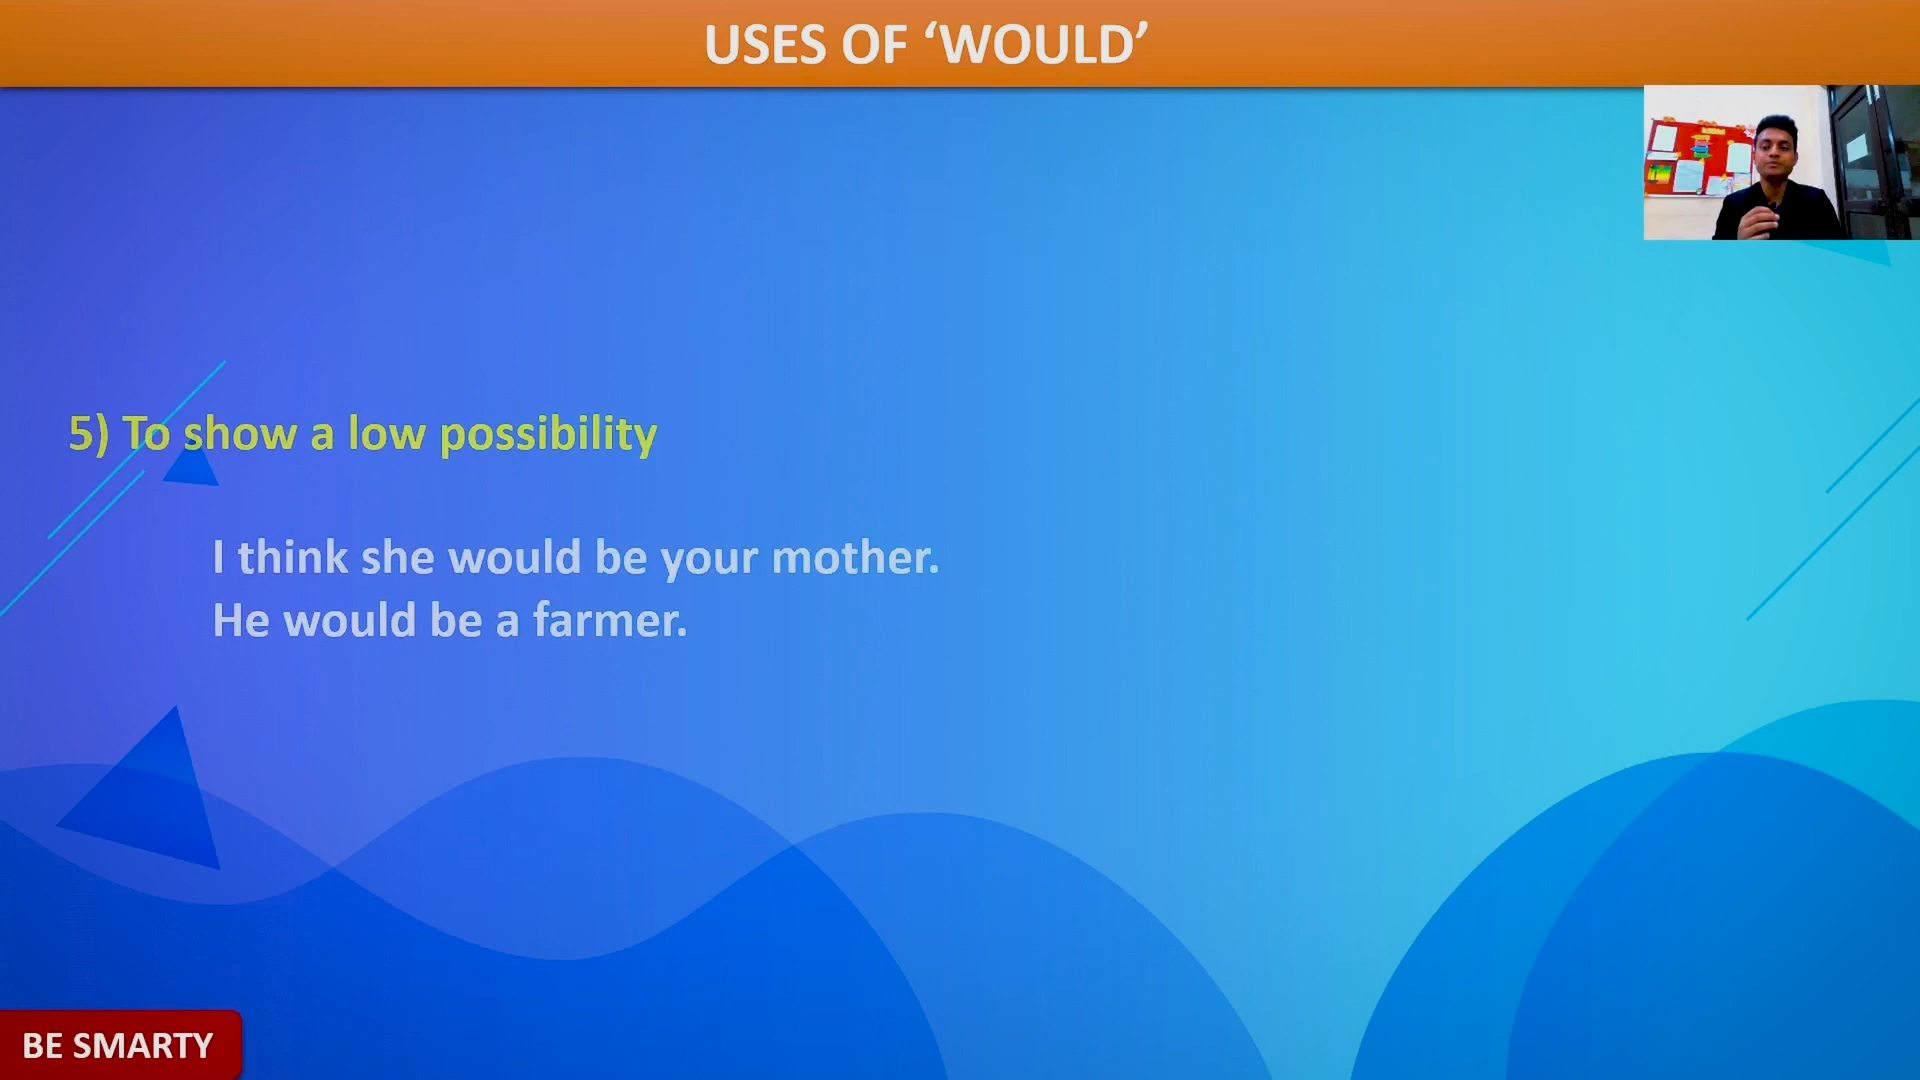 USES OF ‘WOULD’
5) To show a low possibility
I think she would be your mother.
He would be a farmer.
BE SMARTY